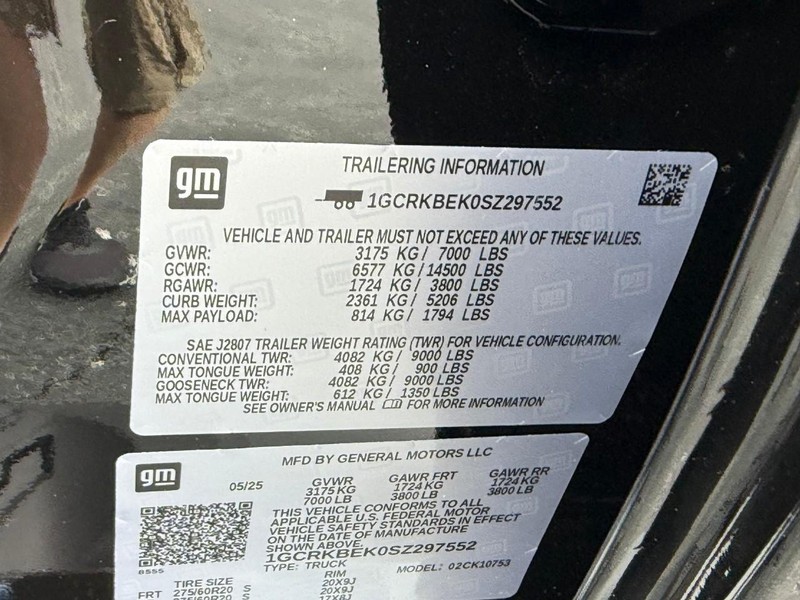 gm
TRAILERING INFORMATION
1GCRKBEK0SZ297552
VEHICLE AND TRAILER MUST NOT EXCEED ANY OF THESE VALUES.
GVWR: 3175 KG / 7000 LBS
GCWR: 6577 KG / 14500 LBS
RGAWR: 1724 KG / 3800 LBS
CURB WEIGHT: 2361 KG / 5206 LBS
MAX PAYLOAD: 814 KG / 1794 LBS
SAE J2807 TRAILER WEIGHT RATING (TWR) FOR VEHICLE CONFIGURATION.
CONVENTIONAL TWR: 4082 KG / 9000 LBS
MAX TONGUE WEIGHT: 408 KG / 900 LBS
GOOSENECK TWR: 4082 KG / 9000 LBS
MAX TONGUE WEIGHT: 612 KG / 1350 LBS
SEE OWNER'S MANUAL FOR MORE INFORMATION
gm
MFD BY GENERAL MOTORS LLC
05/25 GVWR GAWR FRT GAWR RR
3175 KG 1724 KG 1724 KG
7000 LB 3800 LB 3800 LB
THIS VEHICLE CONFORMS TO ALL
APPLICABLE U.S. FEDERAL MOTOR
VEHICLE SAFETY STANDARDS IN EFFECT
ON THE DATE OF MANUFACTURE
SHOWN ABOVE.
1GCRKBEK0SZ297552
8555
TYPE: TRUCK MODEL: 02CK10753
TIRE SIZE RIM
FRT 275/60R20 S 20X9J
275/60R20 S 20X9J
17X8J